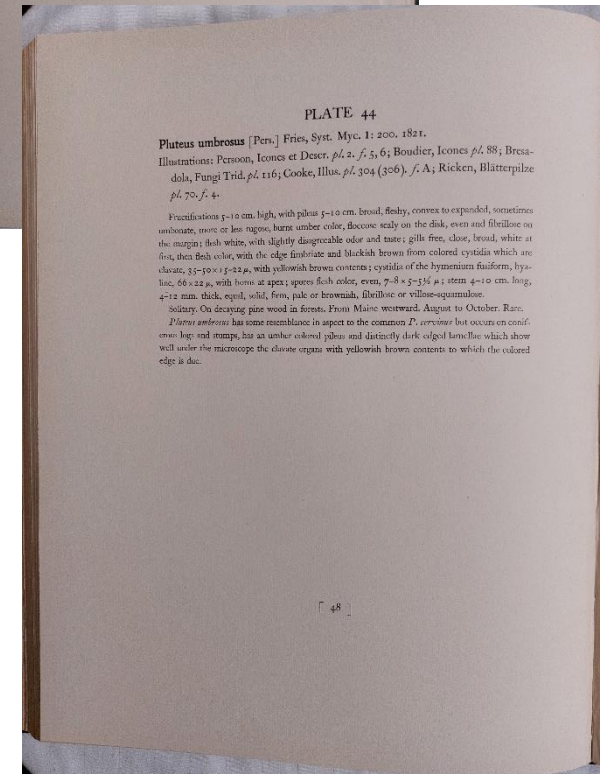 PLATE 44
Pluteus umbrosus [Pers.] Fries, Syst. Myc. 1: 200. 1821.
Illustrations: Persoon, Icones et Descr. pl. 2. f. 5, 6; Boudier, Icones pl. 88; Bresa-
dola, Fungi Trid. pl. 116; Cooke, Illus. pl. 304 (306). f. A; Ricken, Blätterpilze
pl. 70. f. 4.
Fructifications 5-10 cm. high, with pileus 5-10 cm. broad, fleshy, convex to expanded, sometimes
umbonate, more or less rugose, burnt umber color, floccose scaly on the disk, even and fibrillose on
the margin; flesh white, with slightly disagreeable odor and taste; gills free, close, broad, white at
first, then flesh color, with the edge fimbriate and blackish brown from colored cystidia which are
clavate, 35-50×15-22 μ, with yellowish brown contents; cystidia of the hymenium fusiform, hya-
line, 66×22 μ, with horns at apex; spores flesh color, even, 7-8×5-5½ μ; stem 4-10 cm. long,
4-12 mm. thick, equal, solid, firm, pale or brownish, fibrillose or villose-squamulose.
Solitary. On decaying pine wood in forests. From Maine westward. August to October. Rare.
Pluteus umbrosus has some resemblance in aspect to the common P. cervinus but occurs on conif-
erous logs and stumps, has an umber colored pileus and distinctly dark edged lamellae which show
well under the microscope the clavate organs with yellowish brown contents to which the colored
edge is due.
[ 48 ]